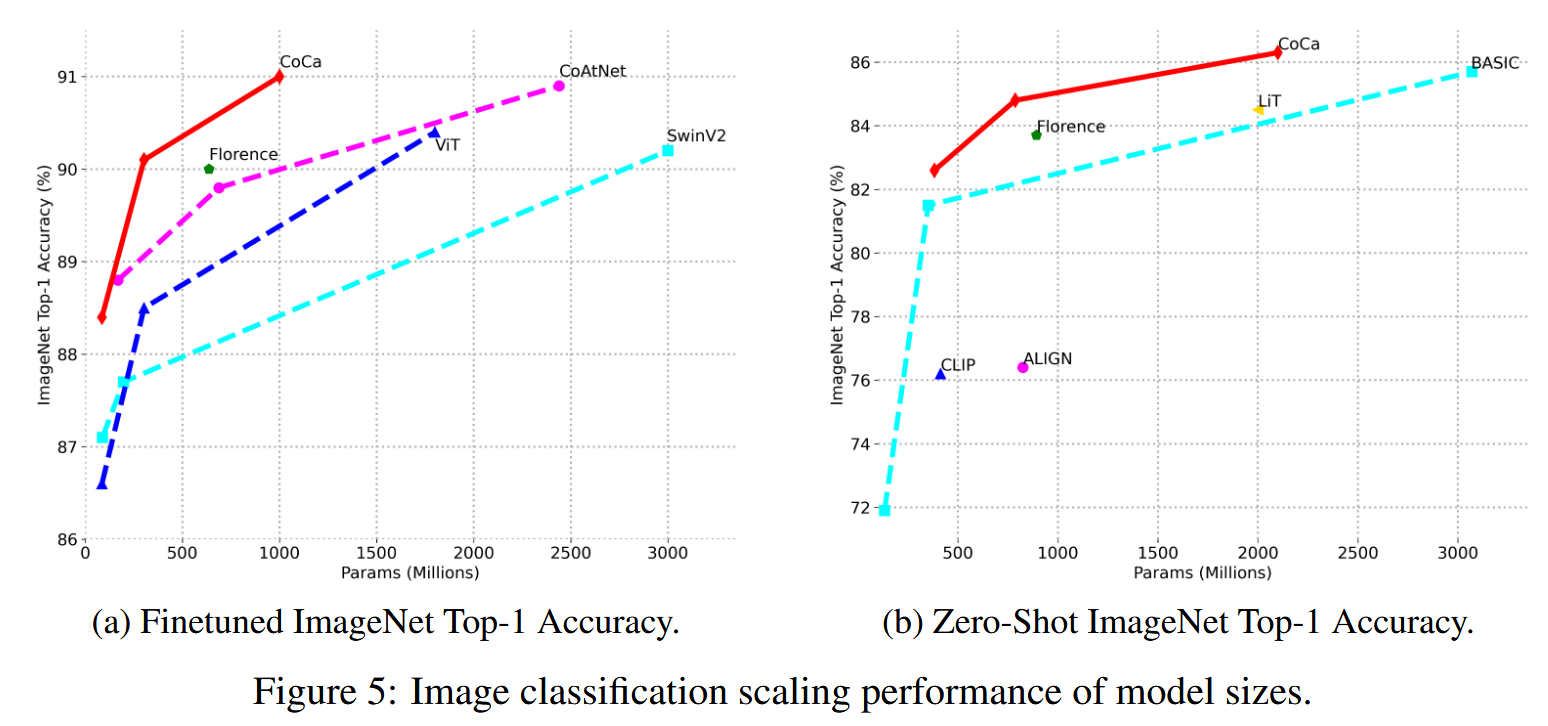 91
90
89
88
87
86
ImageNet Top-1 Accuracy (%)
CoCa
CoAtNet
Florence
ViT
SwinV2
0 500 1000 1500 2000 2500 3000
Params (Millions)
(a) Finetuned ImageNet Top-1 Accuracy.
86
84
82
80
78
76
74
72
ImageNet Top-1 Accuracy (%)
CoCa
BASIC
LiT
Florence
CLIP
ALIGN
500 1000 1500 2000 2500 3000
Params (Millions)
(b) Zero-Shot ImageNet Top-1 Accuracy.
Figure 5: Image classification scaling performance of model sizes.